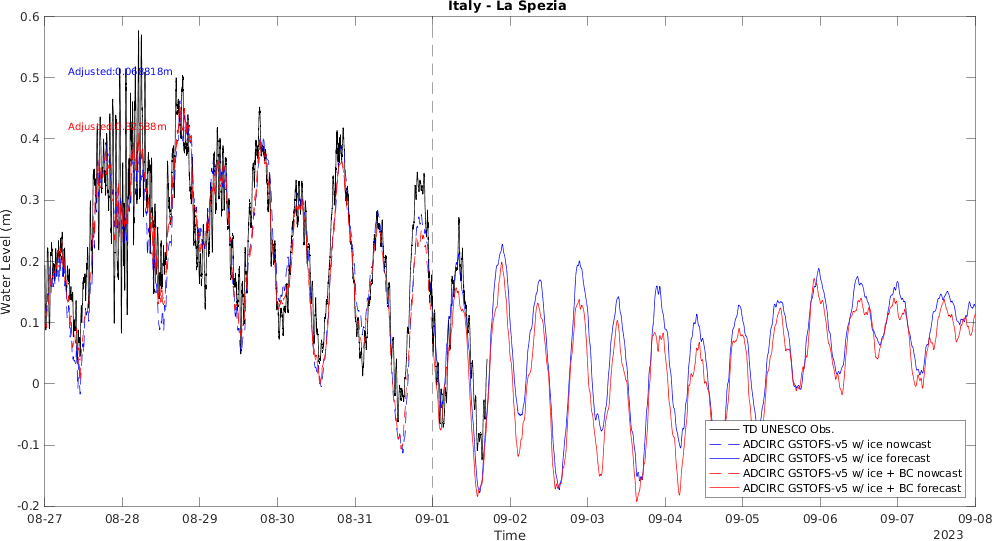 Italy - La Spezia
0.6
0.5
0.4
0.3
0.2
0.1
0
-0.1
-0.2
Water Level (m)
Adjusted:0.068818m
TD UNESCO Obs.
ADCIRC GSTOFS-v5 w/ ice nowcast
ADCIRC GSTOFS-v5 w/ ice forecast
ADCIRC GSTOFS-v5 w/ ice + BC nowcast
ADCIRC GSTOFS-v5 w/ ice + BC forecast
08-27 08-28 08-29 08-30 08-31 09-01 09-02 09-03 09-04 09-05 09-06 09-07 09-08
Time
2023